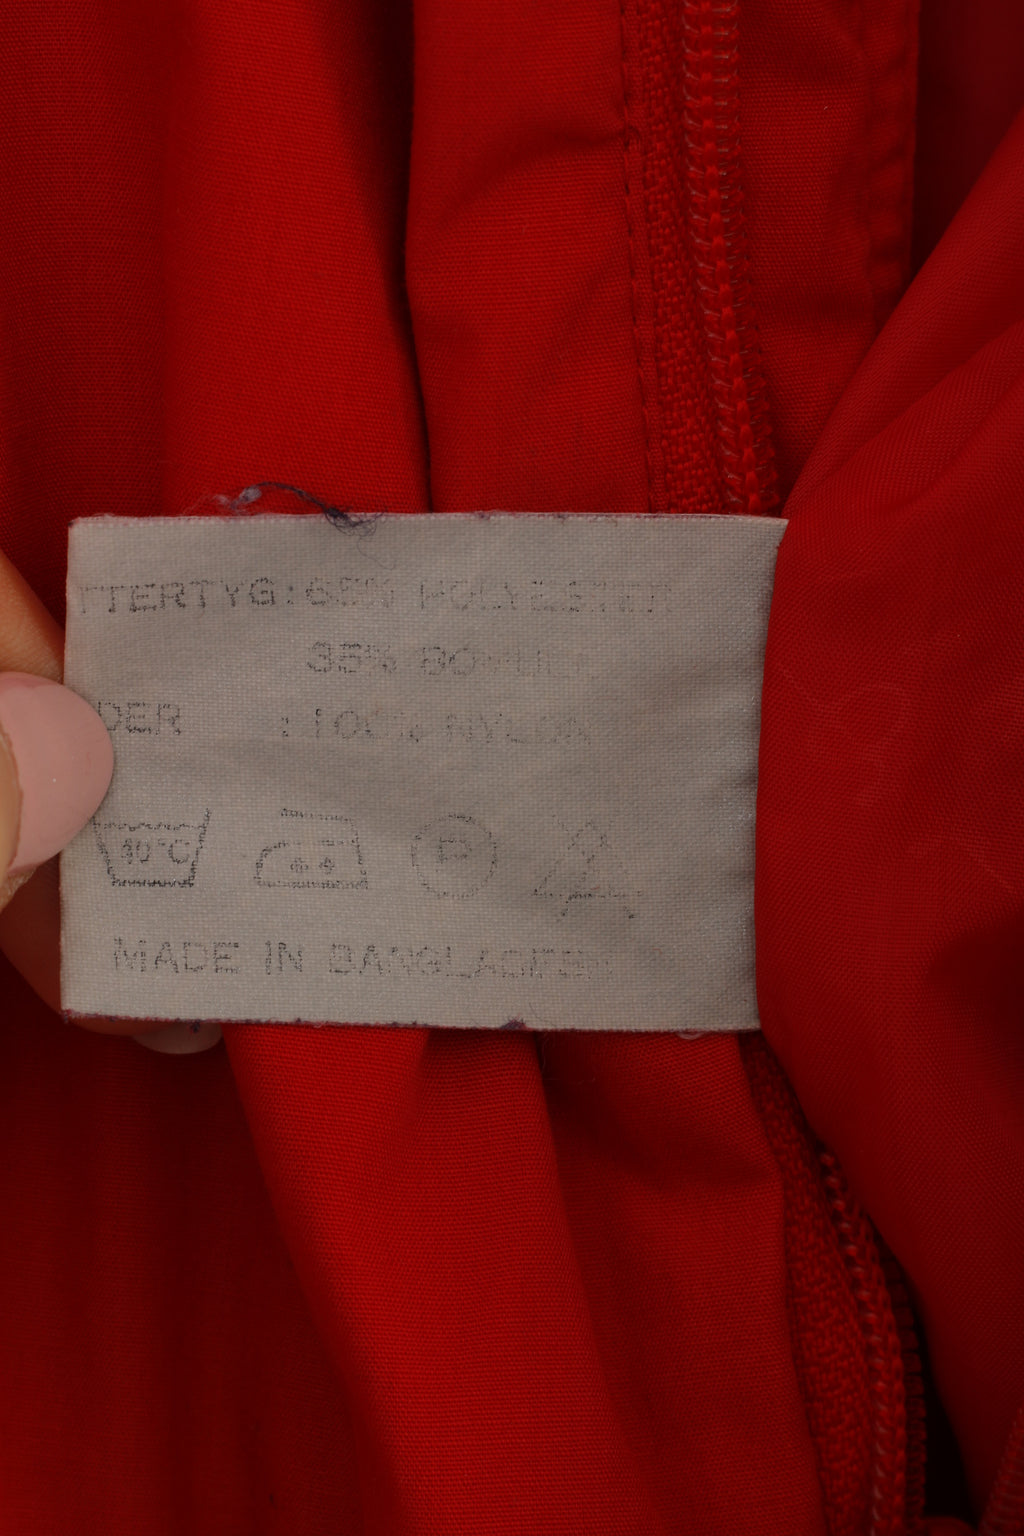 TTERTYG: 65% POLYESTER
35% BOMULL
DER : 100% NYLON
40°C P
MADE IN BANGLADESH